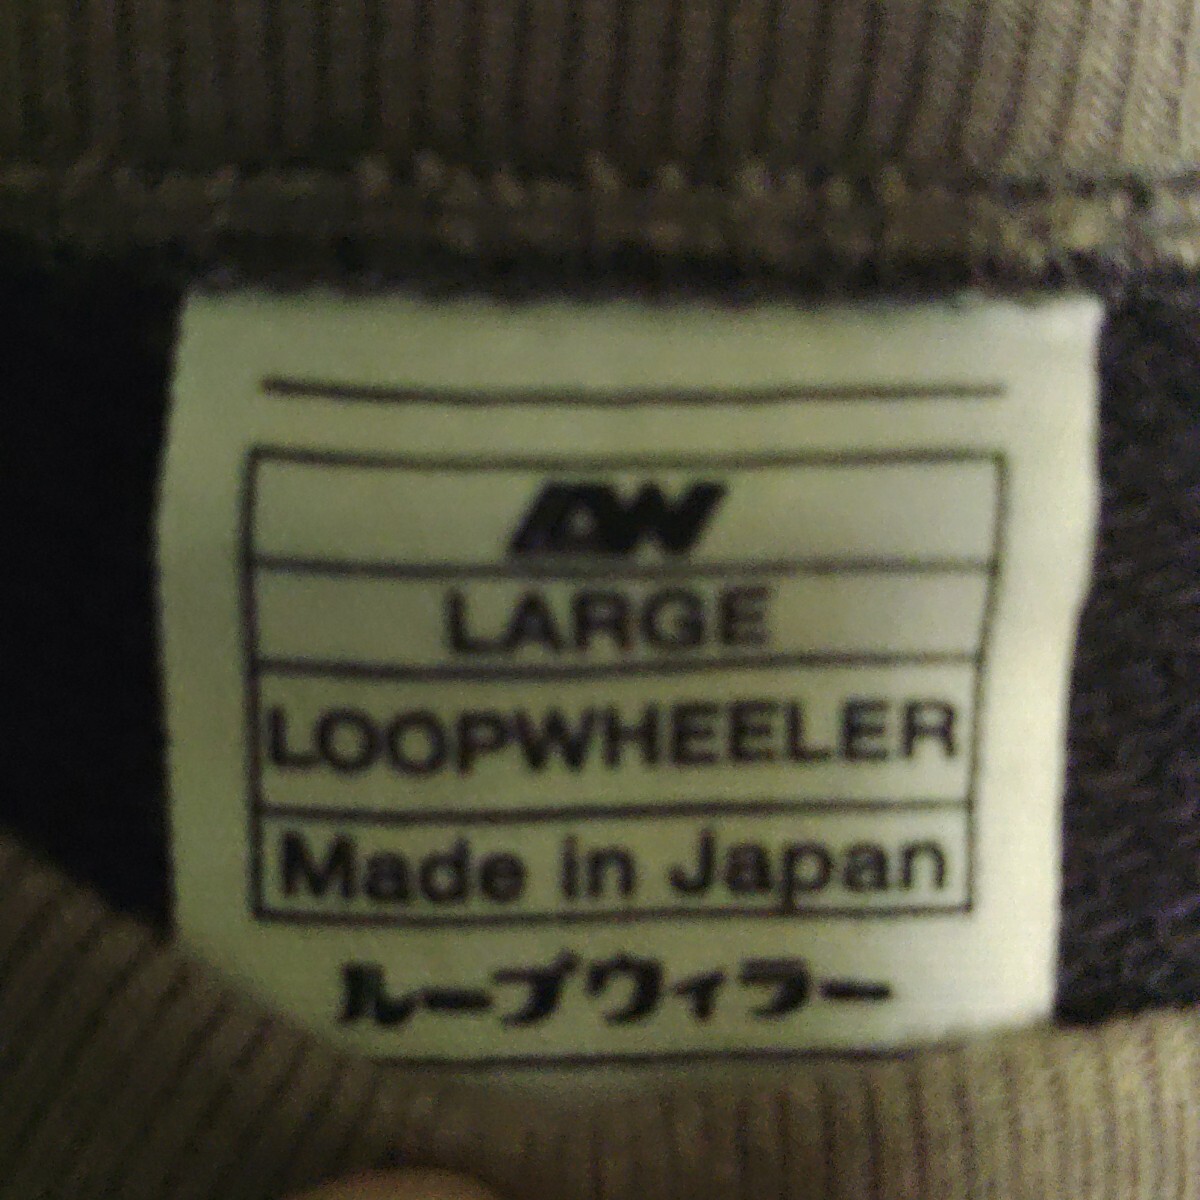 LW
LARGE
LOOPWHEELER
Made in Japan
ループウィラー